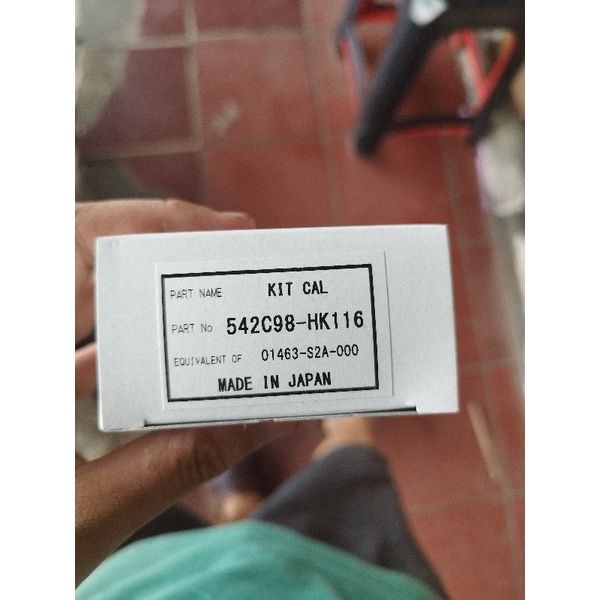 PART NAME KIT CAL
PART No 542C98-HK116
EQUIVALENT OF 01463-S2A-000
MADE IN JAPAN